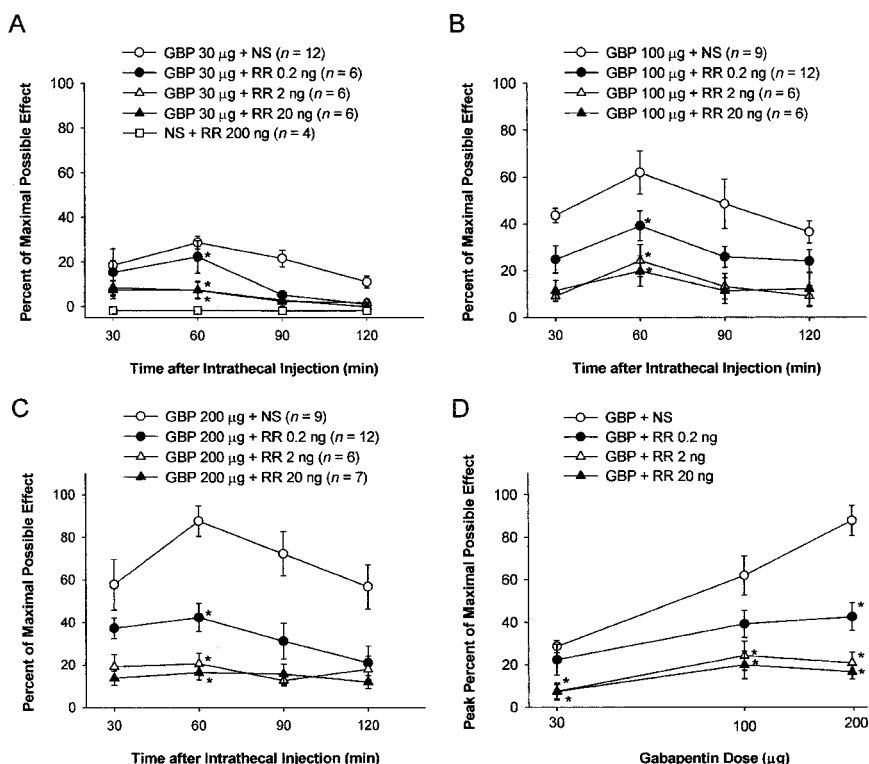 A
GBP 30 μg + NS (n = 12)
GBP 30 μg + RR 0.2 ng (n = 6)
GBP 30 μg + RR 2 ng (n = 6)
GBP 30 μg + RR 20 ng (n = 6)
NS + RR 200 ng (n = 4)
Percent of Maximal Possible Effect
100
80
60
40
20
0
* *
*
*
30 60 90 120
Time after Intrathecal Injection (min)
B
GBP 100 μg + NS (n = 9)
GBP 100 μg + RR 0.2 ng (n = 12)
GBP 100 μg + RR 2 ng (n = 6)
GBP 100 μg + RR 20 ng (n = 6)
Percent of Maximal Possible Effect
100
80
60
40
20
0
*
*
*
30 60 90 120
Time after Intrathecal Injection (min)
C
GBP 200 μg + NS (n = 9)
GBP 200 μg + RR 0.2 ng (n = 12)
GBP 200 μg + RR 2 ng (n = 6)
GBP 200 μg + RR 20 ng (n = 7)
Percent of Maximal Possible Effect
100
80
60
40
20
0
*
*
*
30 60 90 120
Time after Intrathecal Injection (min)
D
GBP + NS
GBP + RR 0.2 ng
GBP + RR 2 ng
GBP + RR 20 ng
Peak Percent of Maximal Possible Effect
100
80
60
40
20
0
*
* *
* *
*
30 100 200
Gabapentin Dose (μg)